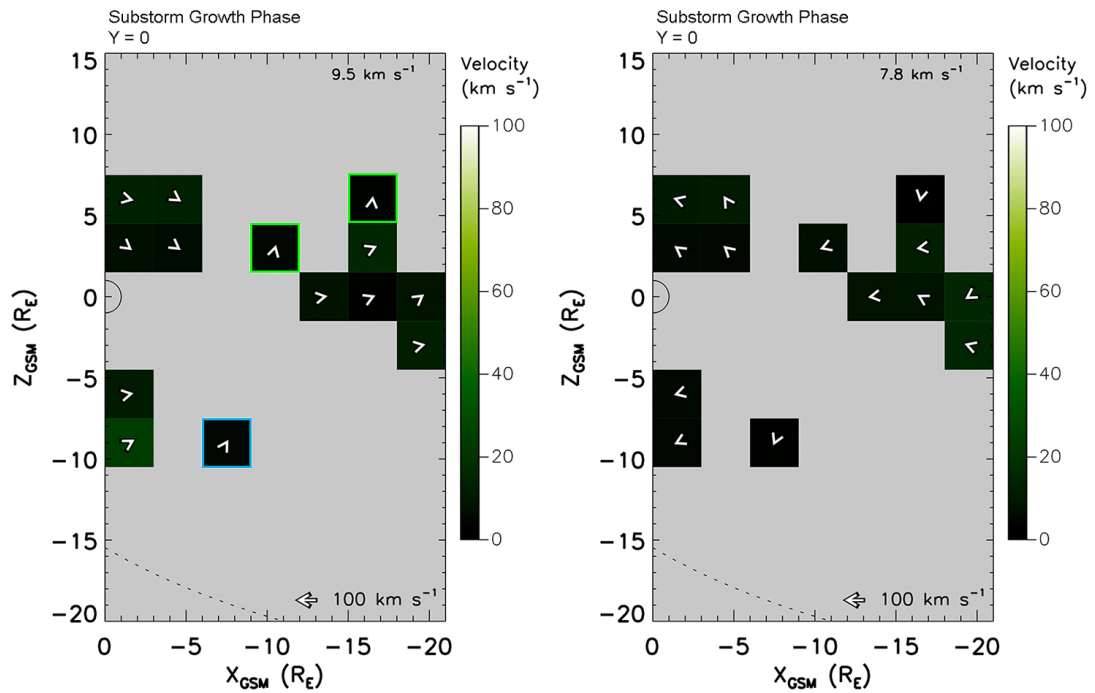 Substorm Growth Phase
Y = 0
9.5 km s⁻¹
Velocity
(km s⁻¹)
100
80
60
40
20
0
15
10
5
0
−5
−10
−15
−20
Z_GSM (R_E)
100 km s⁻¹
0 −5 −10 −15 −20
X_GSM (R_E)
Substorm Growth Phase
Y = 0
7.8 km s⁻¹
Velocity
(km s⁻¹)
100
80
60
40
20
0
15
10
5
0
−5
−10
−15
−20
Z_GSM (R_E)
100 km s⁻¹
0 −5 −10 −15 −20
X_GSM (R_E)